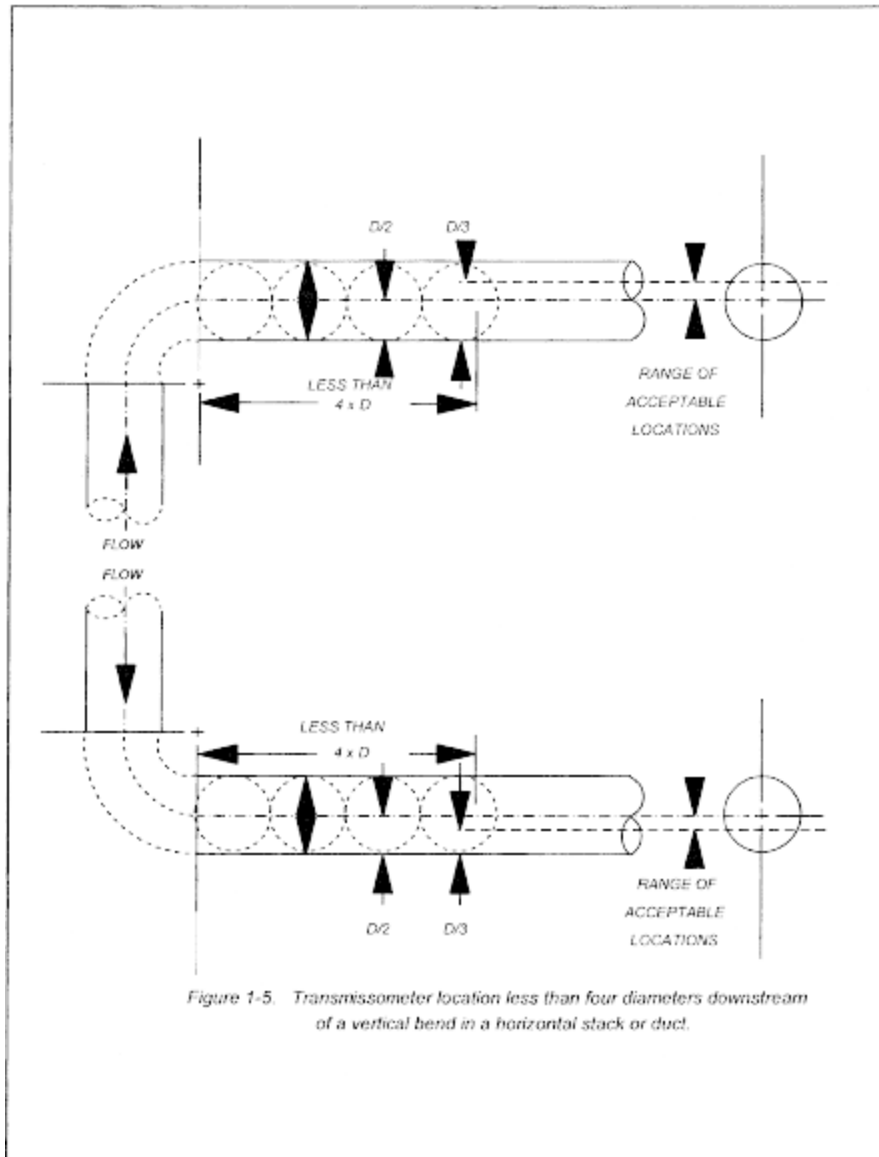 D/2 D/3
LESS THAN
4 x D
RANGE OF
ACCEPTABLE
LOCATIONS
FLOW
FLOW
LESS THAN
4 x D
RANGE OF
ACCEPTABLE
LOCATIONS
D/2 D/3
Figure 1-5. Transmissometer location less than four diameters downstream
of a vertical bend in a horizontal stack or duct.